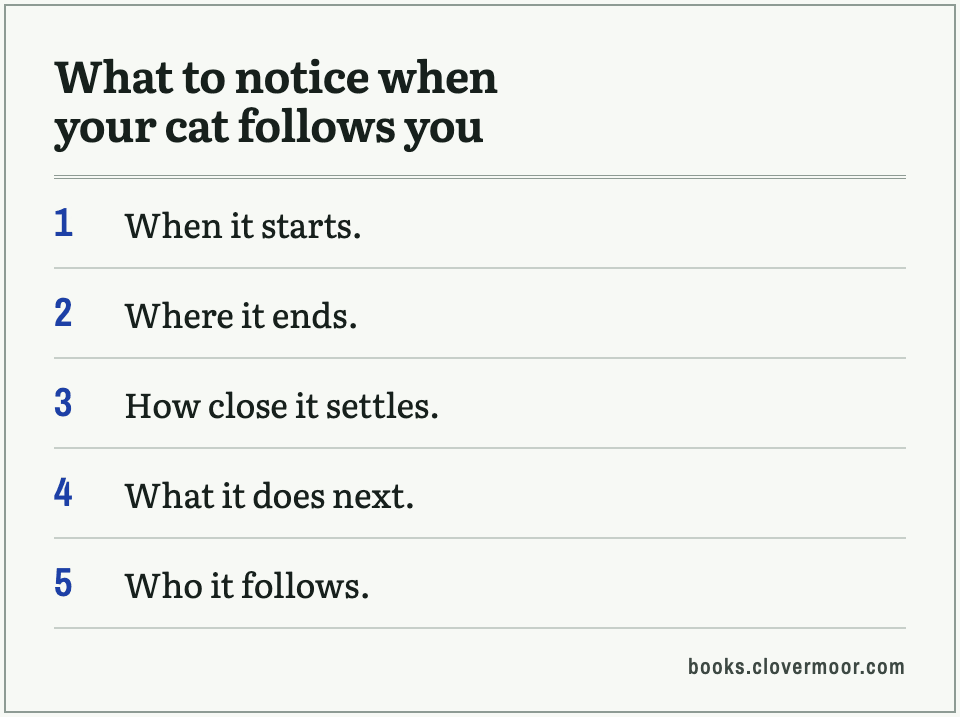 What to notice when
your cat follows you
1 When it starts.
2 Where it ends.
3 How close it settles.
4 What it does next.
5 Who it follows.
books.clovermoor.com